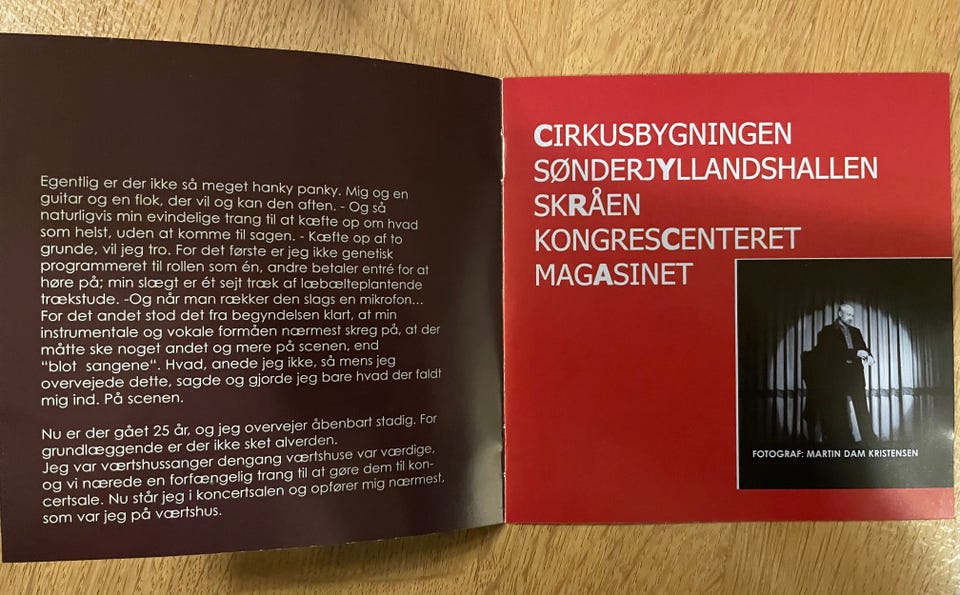 Egentlig er der ikke så meget hanky panky. Mig og en
guitar og en flok, der vil og kan den aften. - Og så
naturligvis min evindelige trang til at kæfte op om hvad
som helst, uden at komme til sagen. - Kæfte op af to
grunde, vil jeg tro. For det første er jeg ikke genetisk
programmeret til rollen som én, andre betaler entré for at
høre på; min slægt er ét sejt træk af læbælteplantende
trækstude. -Og når man rækker den slags en mikrofon...
For det andet stod det fra begyndelsen klart, at min
instrumentale og vokale formåen nærmest skreg på, at der
måtte ske noget andet og mere på scenen, end
“blot sangene“. Hvad, anede jeg ikke, så mens jeg
overvejede dette, sagde og gjorde jeg bare hvad der faldt
mig ind. På scenen.
Nu er der gået 25 år, og jeg overvejer åbenbart stadig. For
grundlæggende er der ikke sket alverden.
Jeg var værtshussanger dengang værtshuse var værdige,
og vi nærede en forfængelig trang til at gøre dem til kon-
certsale. Nu står jeg i koncertsalen og opfører mig nærmest,
som var jeg på værtshus.
CIRKUSBYGNINGEN
SØNDERJYLLANDSHALLEN
SKRÅEN
KONGRESCENTERET
MAGASINET
FOTOGRAF: MARTIN DAM KRISTENSEN